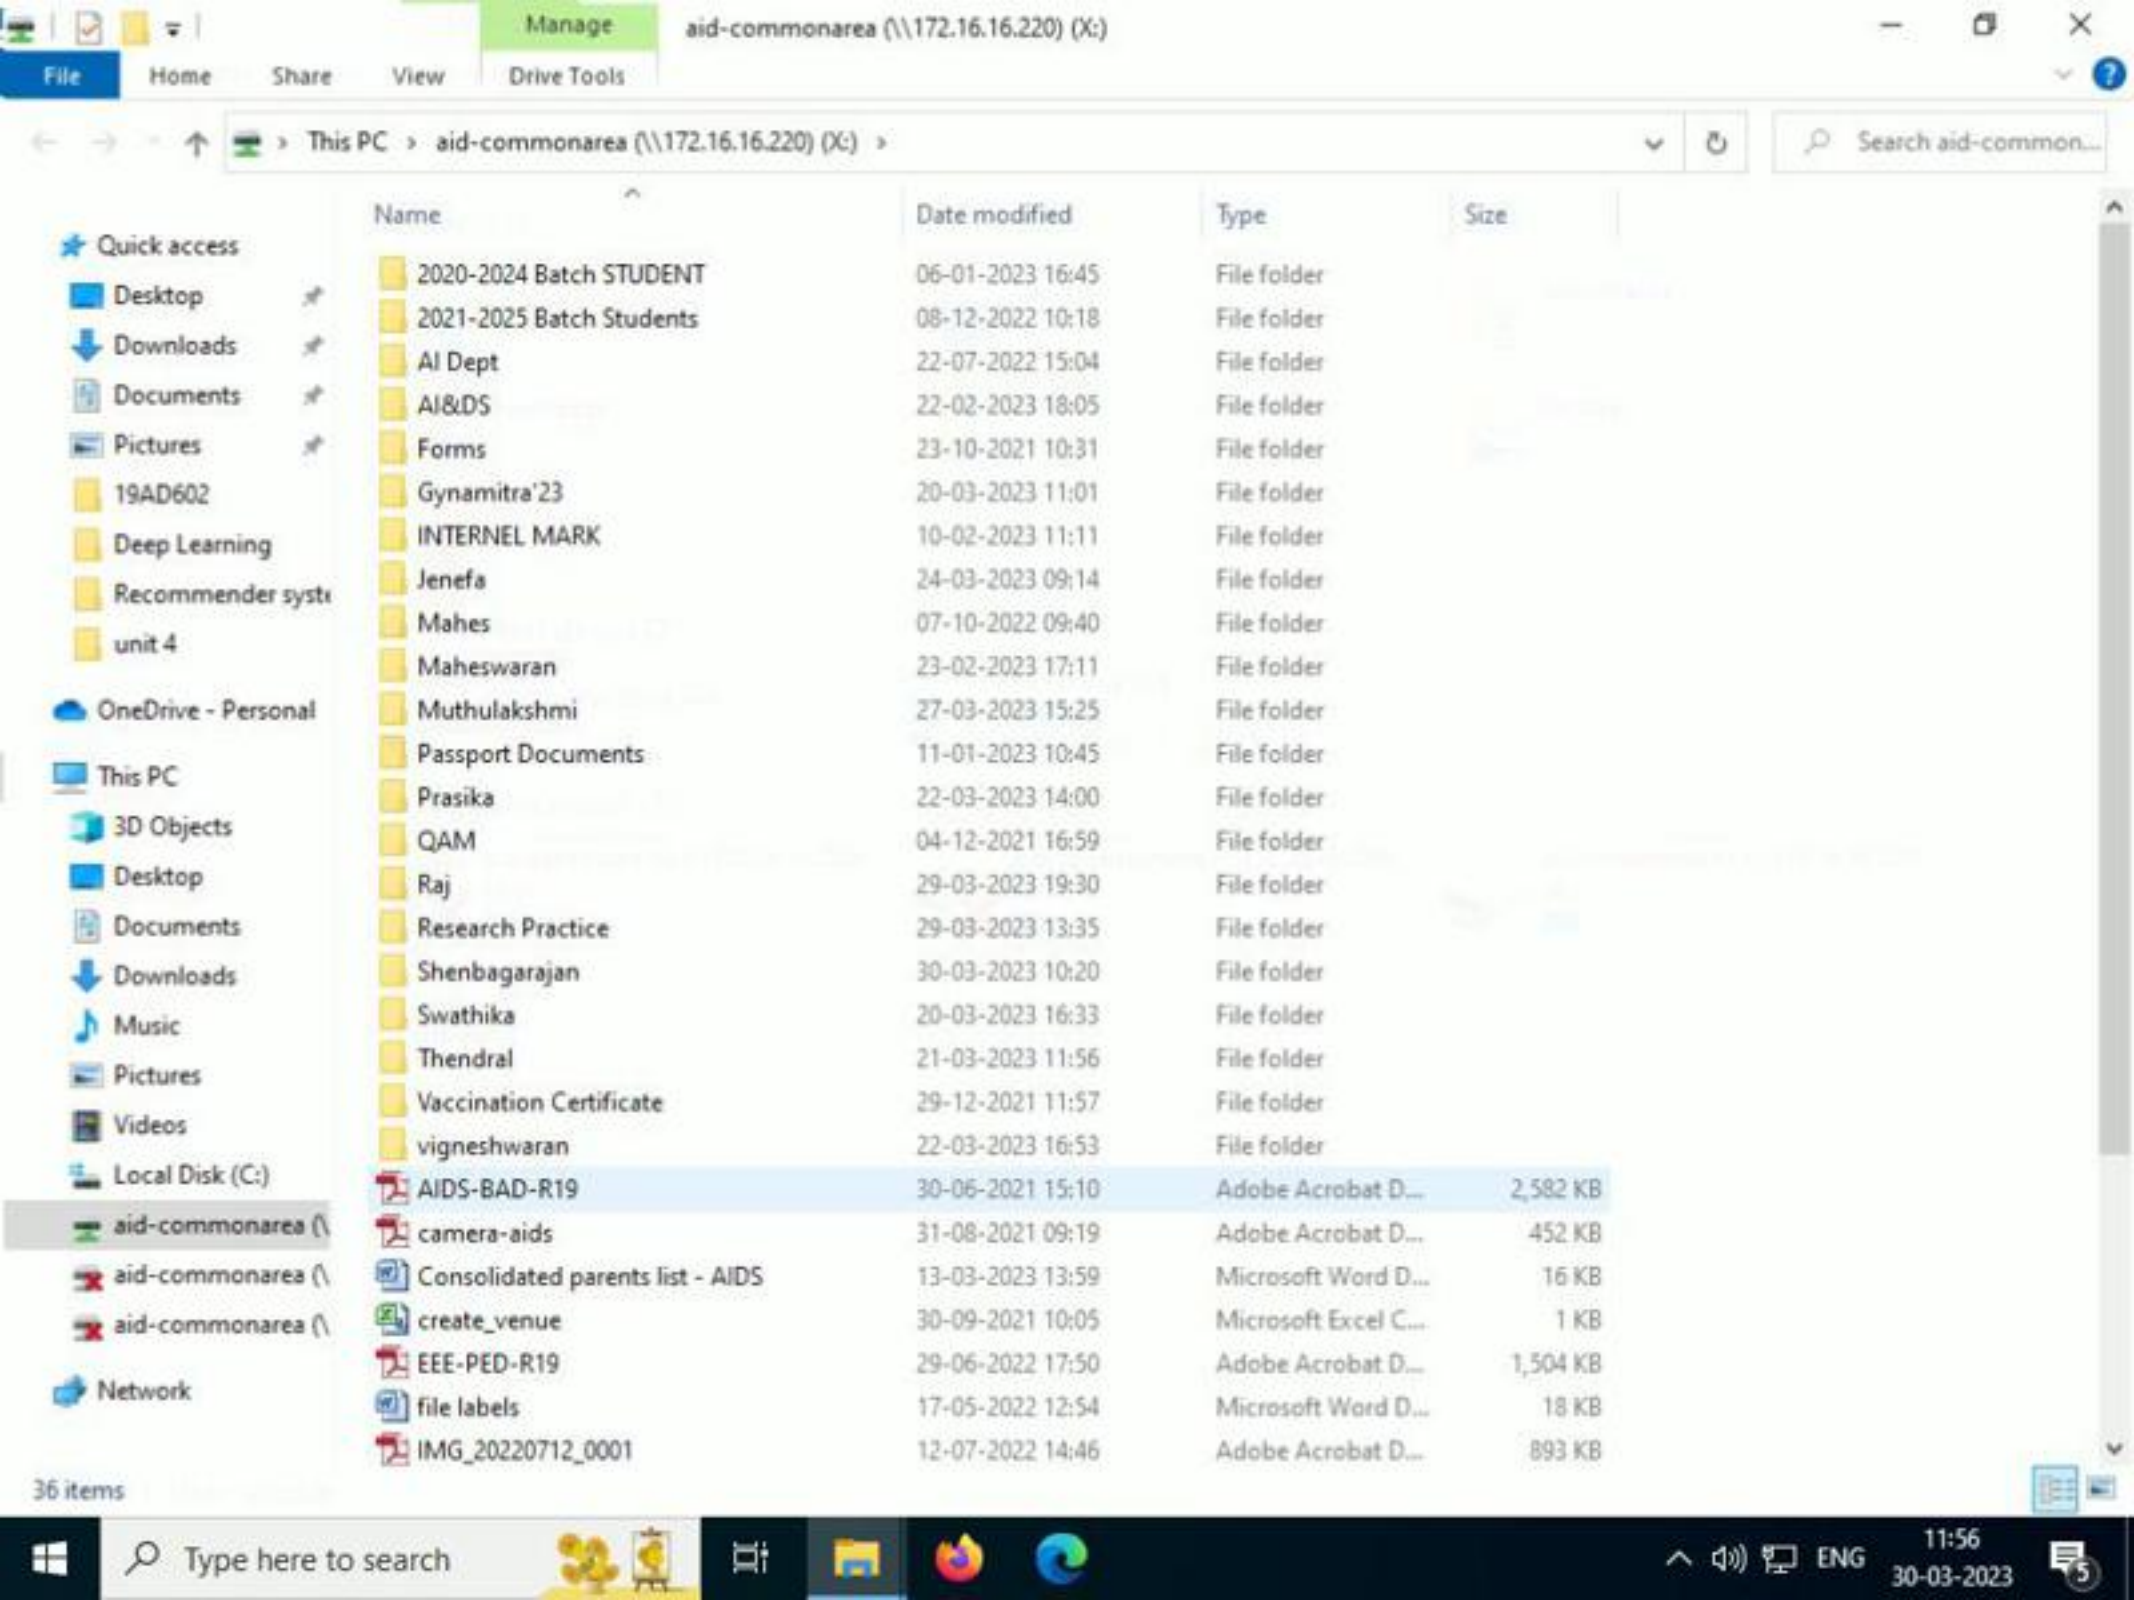 Manage
aid-commonarea (\\172.16.16.220) (X:)
File Home Share View Drive Tools
This PC > aid-commonarea (\\172.16.16.220) (X:) >
Search aid-common...
Name Date modified Type Size
Quick access
Desktop
Downloads
Documents
Pictures
19AD602
Deep Learning
Recommender syste
unit 4
OneDrive - Personal
This PC
3D Objects
Desktop
Documents
Downloads
Music
Pictures
Videos
Local Disk (C:)
aid-commonarea (\
aid-commonarea (\
aid-commonarea (\
Network
2020-2024 Batch STUDENT 06-01-2023 16:45 File folder
2021-2025 Batch Students 08-12-2022 10:18 File folder
AI Dept 22-07-2022 15:04 File folder
AI&DS 22-02-2023 18:05 File folder
Forms 23-10-2021 10:31 File folder
Gynamitra'23 20-03-2023 11:01 File folder
INTERNEL MARK 10-02-2023 11:11 File folder
Jenefa 24-03-2023 09:14 File folder
Mahes 07-10-2022 09:40 File folder
Maheswaran 23-02-2023 17:11 File folder
Muthulakshmi 27-03-2023 15:25 File folder
Passport Documents 11-01-2023 10:45 File folder
Prasika 22-03-2023 14:00 File folder
QAM 04-12-2021 16:59 File folder
Raj 29-03-2023 19:30 File folder
Research Practice 29-03-2023 13:35 File folder
Shenbagarajan 30-03-2023 10:20 File folder
Swathika 20-03-2023 16:33 File folder
Thendral 21-03-2023 11:56 File folder
Vaccination Certificate 29-12-2021 11:57 File folder
vigneshwaran 22-03-2023 16:53 File folder
AIDS-BAD-R19 30-06-2021 15:10 Adobe Acrobat D... 2,582 KB
camera-aids 31-08-2021 09:19 Adobe Acrobat D... 452 KB
Consolidated parents list - AIDS 13-03-2023 13:59 Microsoft Word D... 16 KB
create_venue 30-09-2021 10:05 Microsoft Excel C... 1 KB
EEE-PED-R19 29-06-2022 17:50 Adobe Acrobat D... 1,504 KB
file labels 17-05-2022 12:54 Microsoft Word D... 18 KB
IMG_20220712_0001 12-07-2022 14:46 Adobe Acrobat D... 893 KB
36 items
Type here to search
ENG
11:56
30-03-2023
5